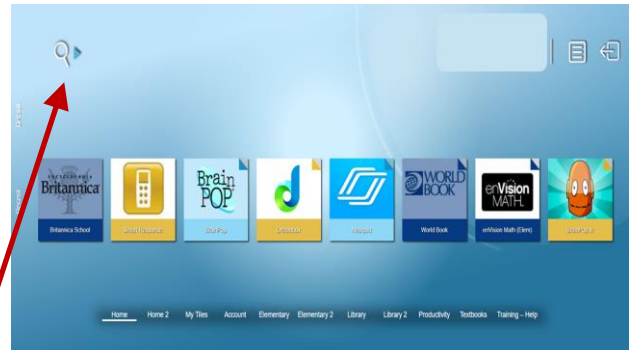 ENCYCLOPÆDIA
Britannica
Brain
POP
WORLD
BOOK
enVision
MATH
Britannica School
BrainPop
World Book
enVision Math (Elem)
Home Home 2 My Tiles Account Elementary Elementary 2 Library Library 2 Productivity Textbooks Training – Help